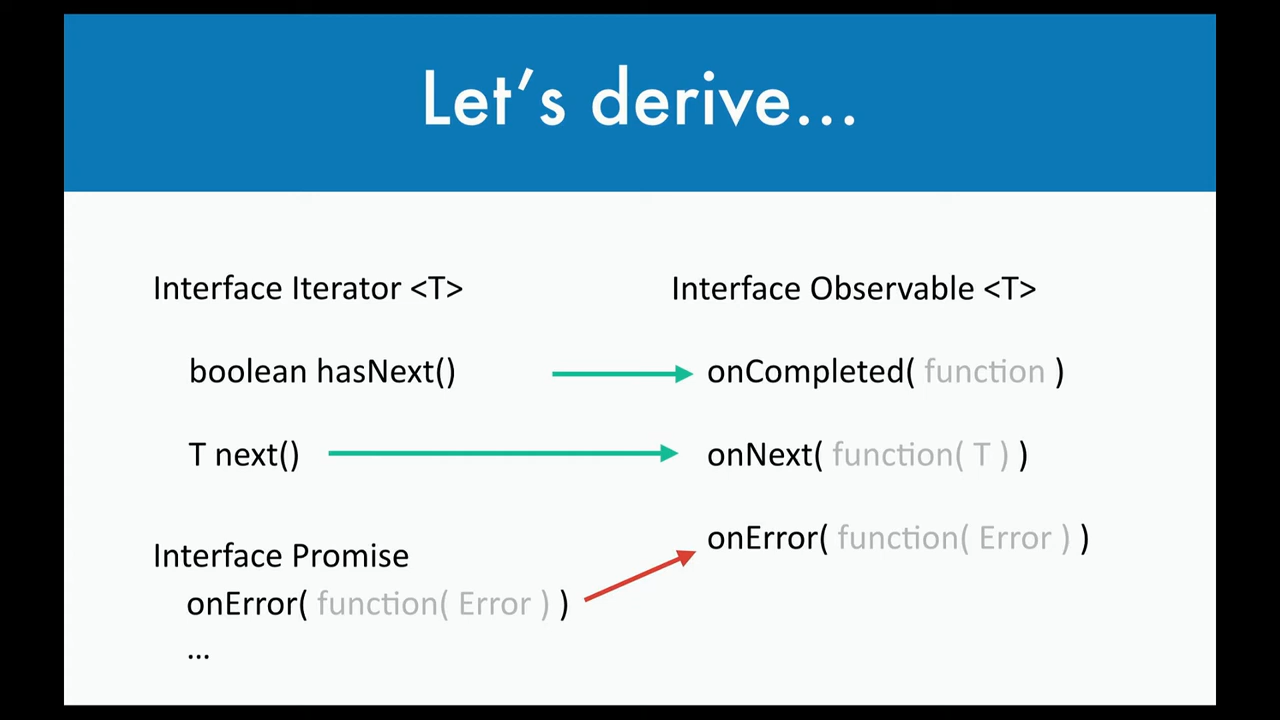 Let’s derive…
Interface Iterator <T>
boolean hasNext()
T next()
Interface Promise
onError( function( Error ) )
...
Interface Observable <T>
onCompleted( function )
onNext( function( T ) )
onError( function( Error ) )